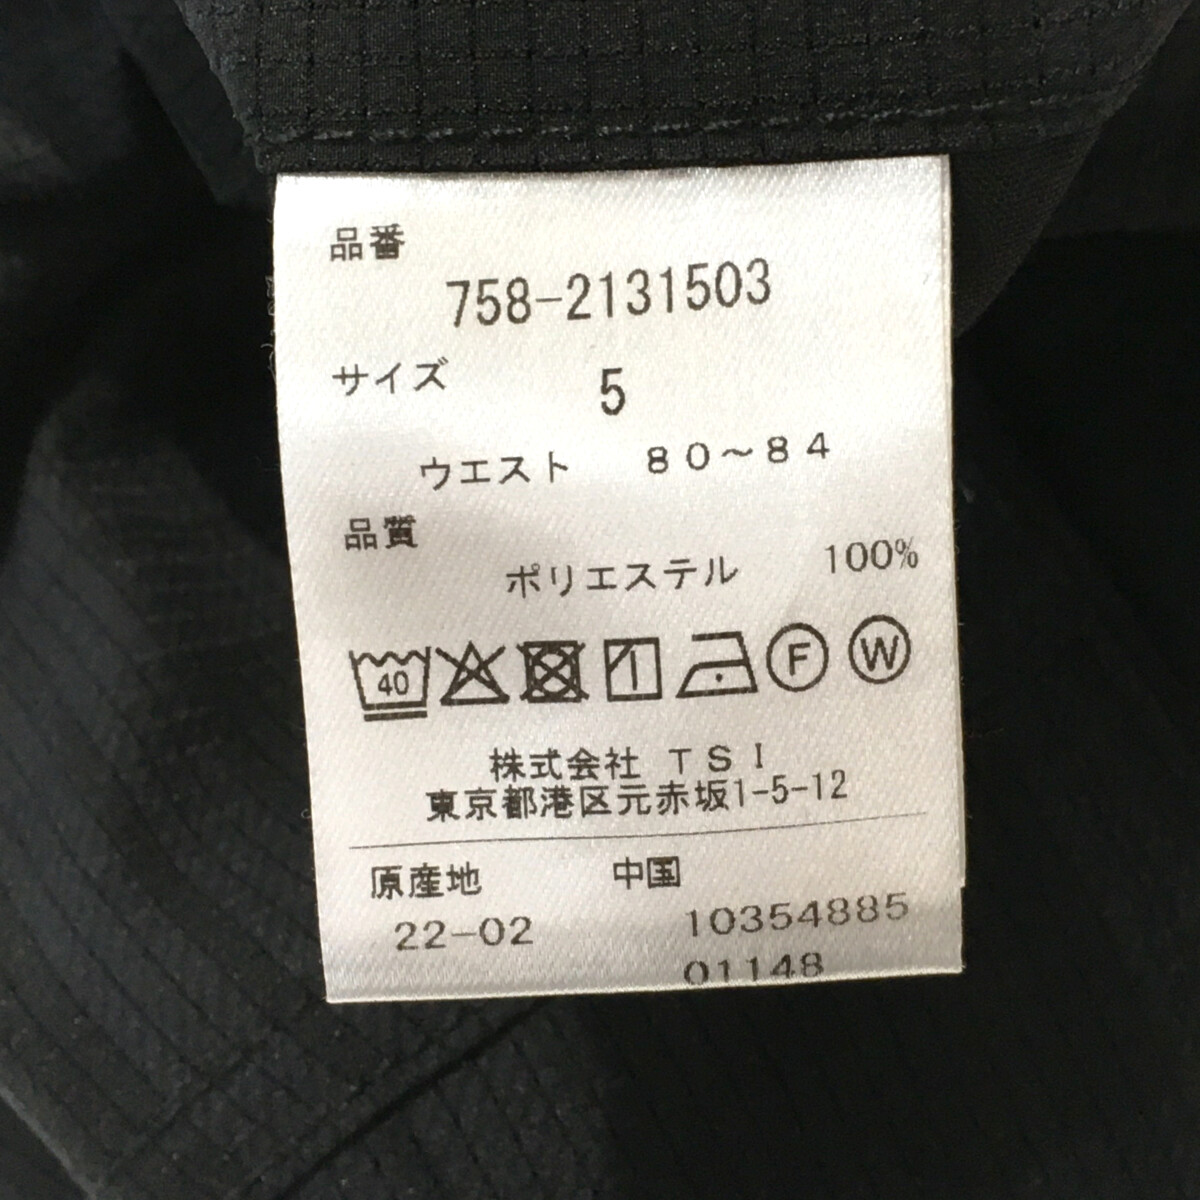 品番
758-2131503
サイズ 5
ウエスト 80～84
品質
ポリエステル 100%
40 F W
株式会社 TSI
東京都港区元赤坂1-5-12
原産地 中国
22-02 10354885
01148